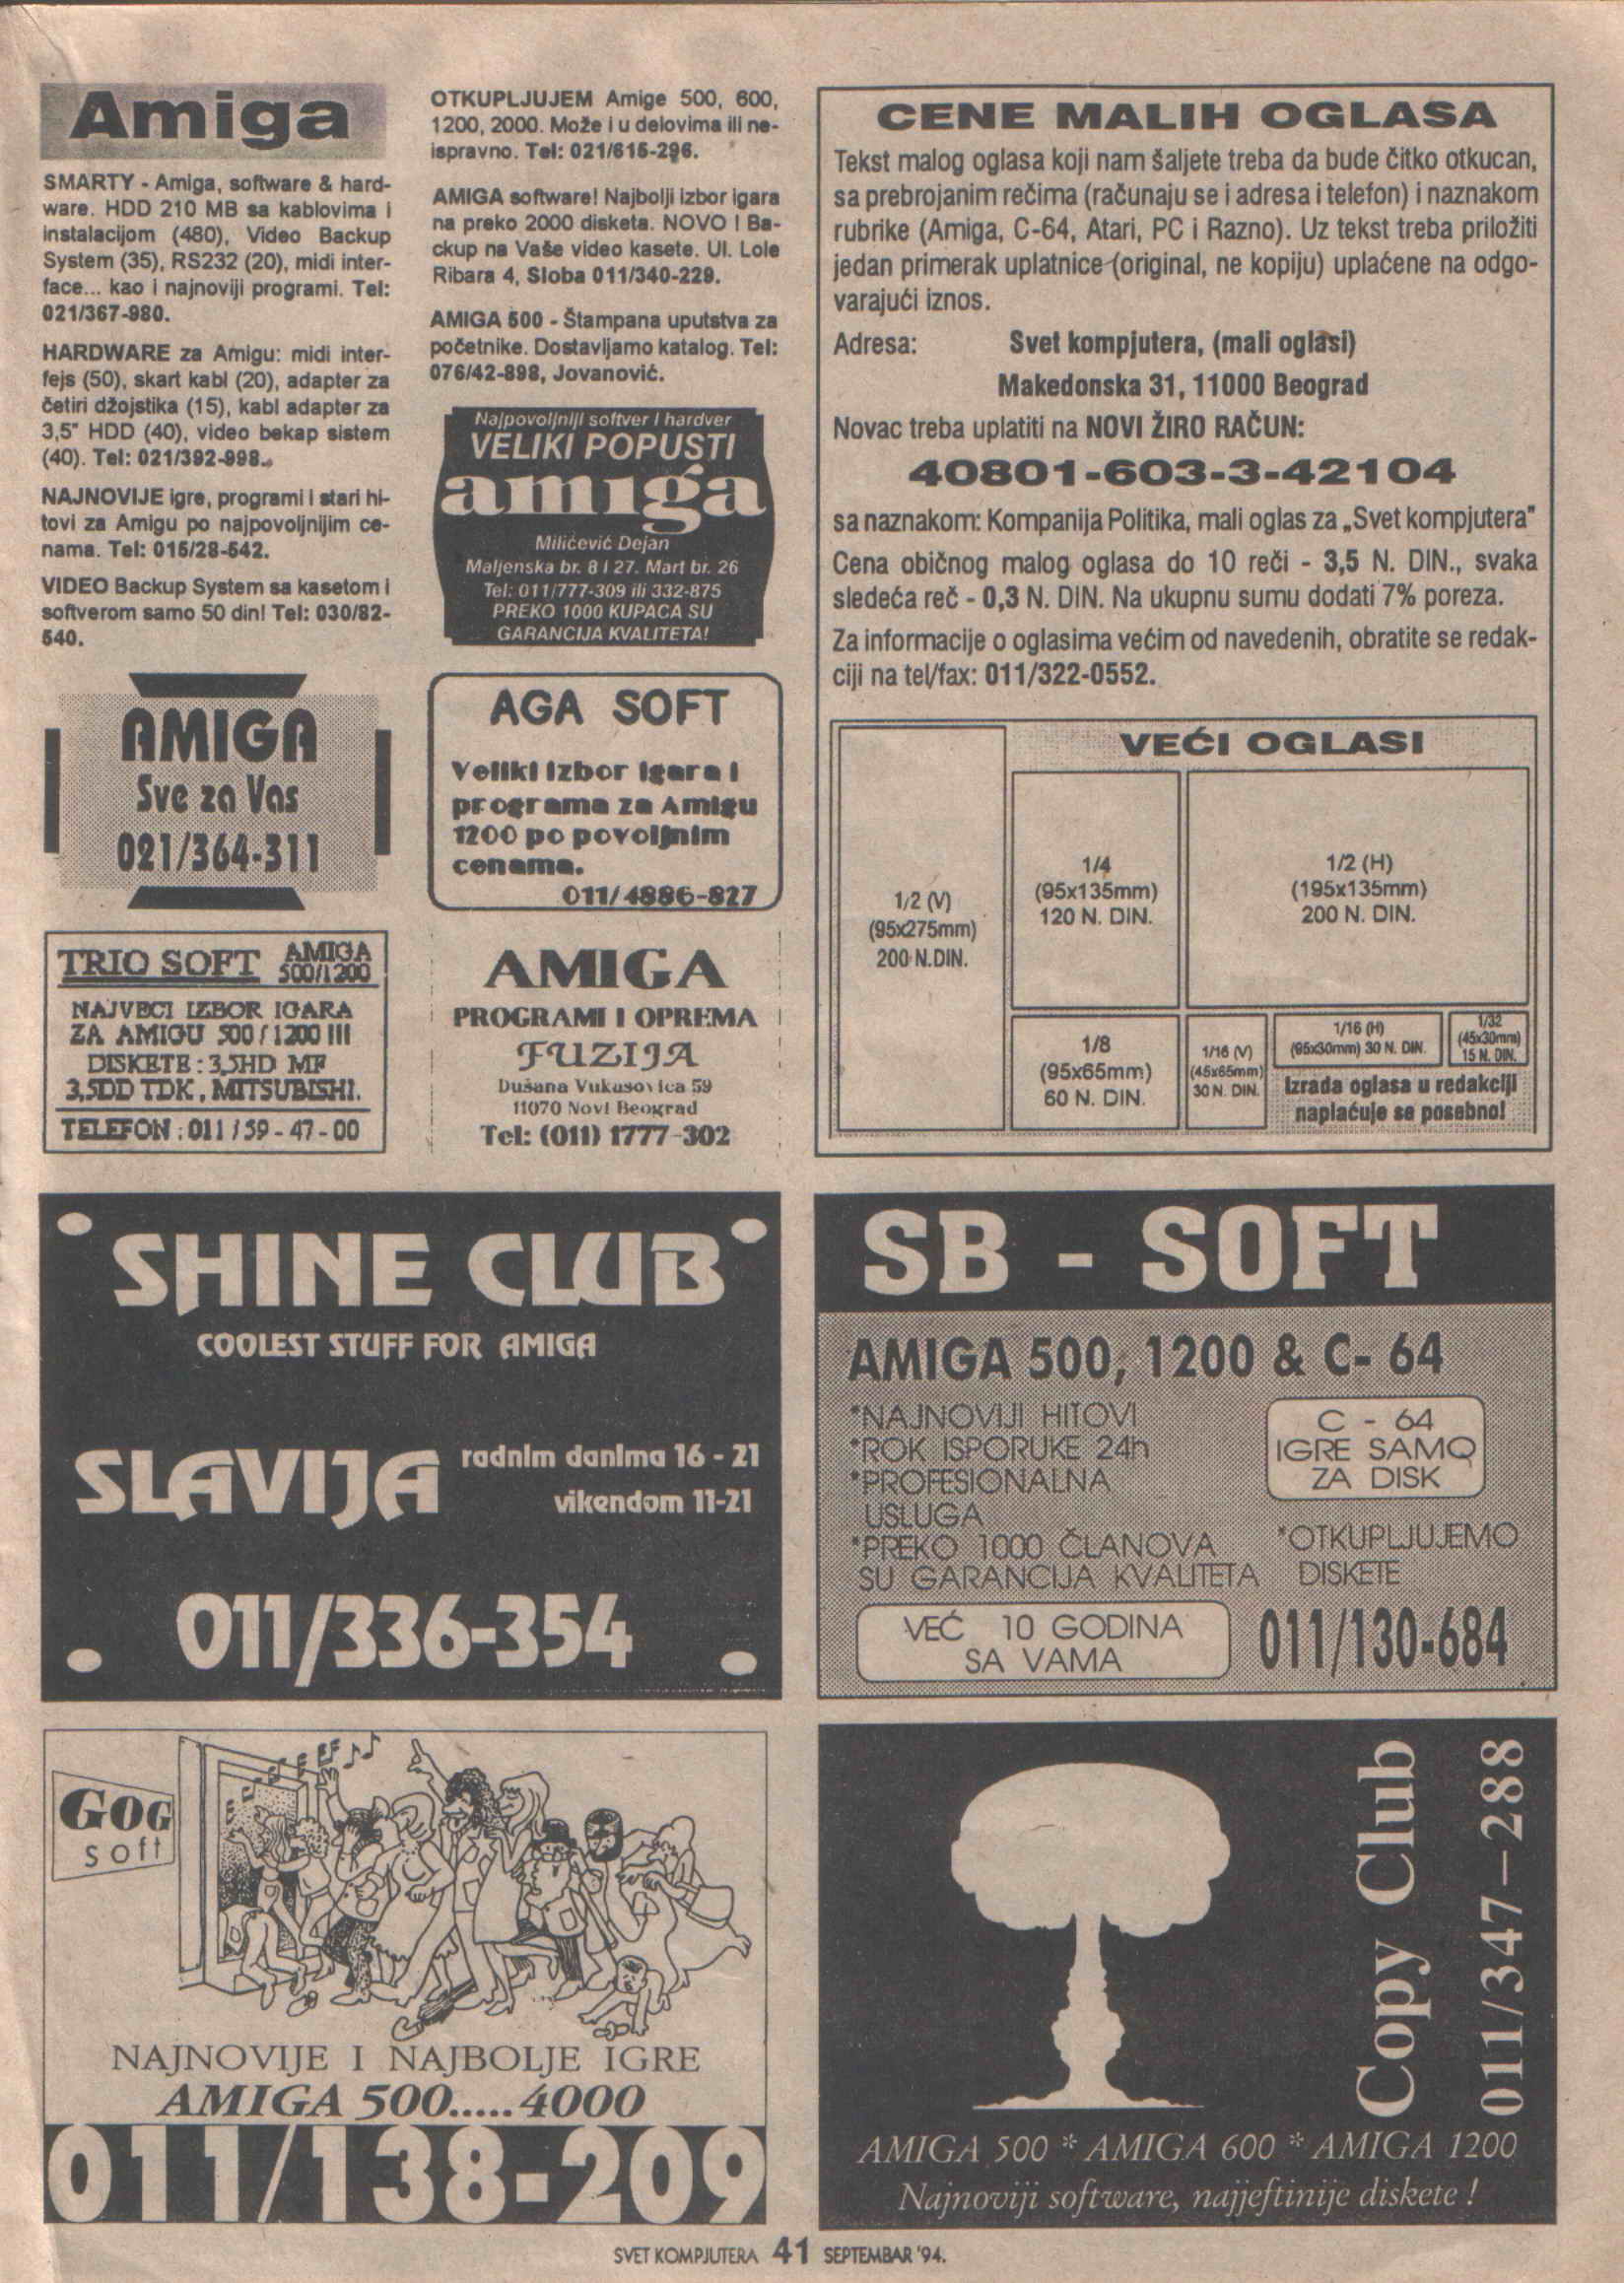 Amiga
SMARTY - Amiga, software & hard-
ware. HDD 210 MB sa kablovima i
instalacijom (480), Video Backup
System (35), RS232 (20), midi inter-
face... kao i najnoviji programi. Tel:
021/367-980.
HARDWARE za Amigu: midi inter-
fejs (50), skart kabl (20), adapter za
četiri džojstika (15), kabl adapter za
3,5" HDD (40), video bekap sistem
(40). Tel: 021/392-998.
NAJNOVIJE igre, programi i stari hi-
tovi za Amigu po najpovoljnijim ce-
nama. Tel: 015/28-542.
VIDEO Backup System sa kasetom i
softverom samo 50 din! Tel: 030/82-
540.
AMIGA
Sve za Vas
021/364-311
TRIO SOFT AMIGA
500/1200
NAJVECI IZBOR IGARA
ZA AMIGU 500 / 1200 !!!
DISKETE : 3,5HD MF
3,5DD TDK , MITSUBISHI.
TELEFON : 011 / 59 - 47 - 00
OTKUPLJUJEM Amige 500, 600,
1200, 2000. Može i u delovima ili ne-
ispravno. Tel: 021/615-296.
AMIGA software! Najbolji izbor igara
na preko 2000 disketa. NOVO ! Ba-
ckup na Vaše video kasete. Ul. Lole
Ribara 4, Sloba 011/340-229.
AMIGA 500 - Štampana uputstva za
početnike. Dostavljamo katalog. Tel:
076/42-898, Jovanović.
Najpovoljniji softver i hardver
VELIKI POPUSTI
amiga
Milićević Dejan
Maljenska br. 8 i 27. Mart br. 26
Tel: 011/777-309 ili 332-875
PREKO 1000 KUPACA SU
GARANCIJA KVALITETA!
AGA SOFT
Veliki izbor igara i
programa za Amigu
1200 po povoljnim
cenama.
011/4886-827
AMIGA
PROGRAMI I OPREMA
FUZIJA
Dušana Vukasovica 59
11070 Novi Beograd
Tel: (011) 1777-302
CENE MALIH OGLASA
Tekst malog oglasa koji nam šaljete treba da bude čitko otkucan,
sa prebrojanim rečima (računaju se i adresa i telefon) i naznakom
rubrike (Amiga, C-64, Atari, PC i Razno). Uz tekst treba priložiti
jedan primerak uplatnice (original, ne kopiju) uplaćene na odgo-
varajući iznos.
Adresa: Svet kompjutera, (mali oglasi)
Makedonska 31, 11000 Beograd
Novac treba uplatiti na NOVI ŽIRO RAČUN:
40801-603-3-42104
sa naznakom: Kompanija Politika, mali oglas za „Svet kompjutera"
Cena običnog malog oglasa do 10 reči - 3,5 N. DIN., svaka
sledeća reč - 0,3 N. DIN. Na ukupnu sumu dodati 7% poreza.
Za informacije o oglasima većim od navedenih, obratite se redak-
ciji na tel/fax: 011/322-0552.
VEĆI OGLASI
1/2 (V)
(95x275mm)
200 N.DIN.
1/4
(95x135mm)
120 N. DIN.
1/2 (H)
(195x135mm)
200 N. DIN.
1/8
(95x65mm)
60 N. DIN.
1/16 (V)
(45x65mm)
30 N. DIN.
1/16 (H)
(95x30mm) 30 N. DIN.
1/32
(45x30mm)
15 N. DIN.
Izrada oglasa u redakciji
naplaćuje se posebno!
SHINE CLUB
COOLEST STUFF FOR AMIGA
SLAVIJA
radnim danima 16 - 21
vikendom 11-21
011/336-354
SB - SOFT
AMIGA 500, 1200 & C- 64
*NAJNOVIJI HITOVI
*ROK ISPORUKE 24h
*PROFESIONALNA
USLUGA
*PREKO 1000 ČLANOVA
SU GARANCIJA KVALITETA
C - 64
IGRE SAMO
ZA DISK
*OTKUPLJUJEMO
DISKETE
VEĆ 10 GODINA
SA VAMA
011/130-684
GOG
soft
NAJNOVIJE I NAJBOLJE IGRE
AMIGA 500.....4000
011/138-209
Copy Club
011/347-288
AMIGA 500 * AMIGA 600 * AMIGA 1200
Najnoviji software, najjeftinije diskete !
SVET KOMPJUTERA 41 SEPTEMBAR '94.